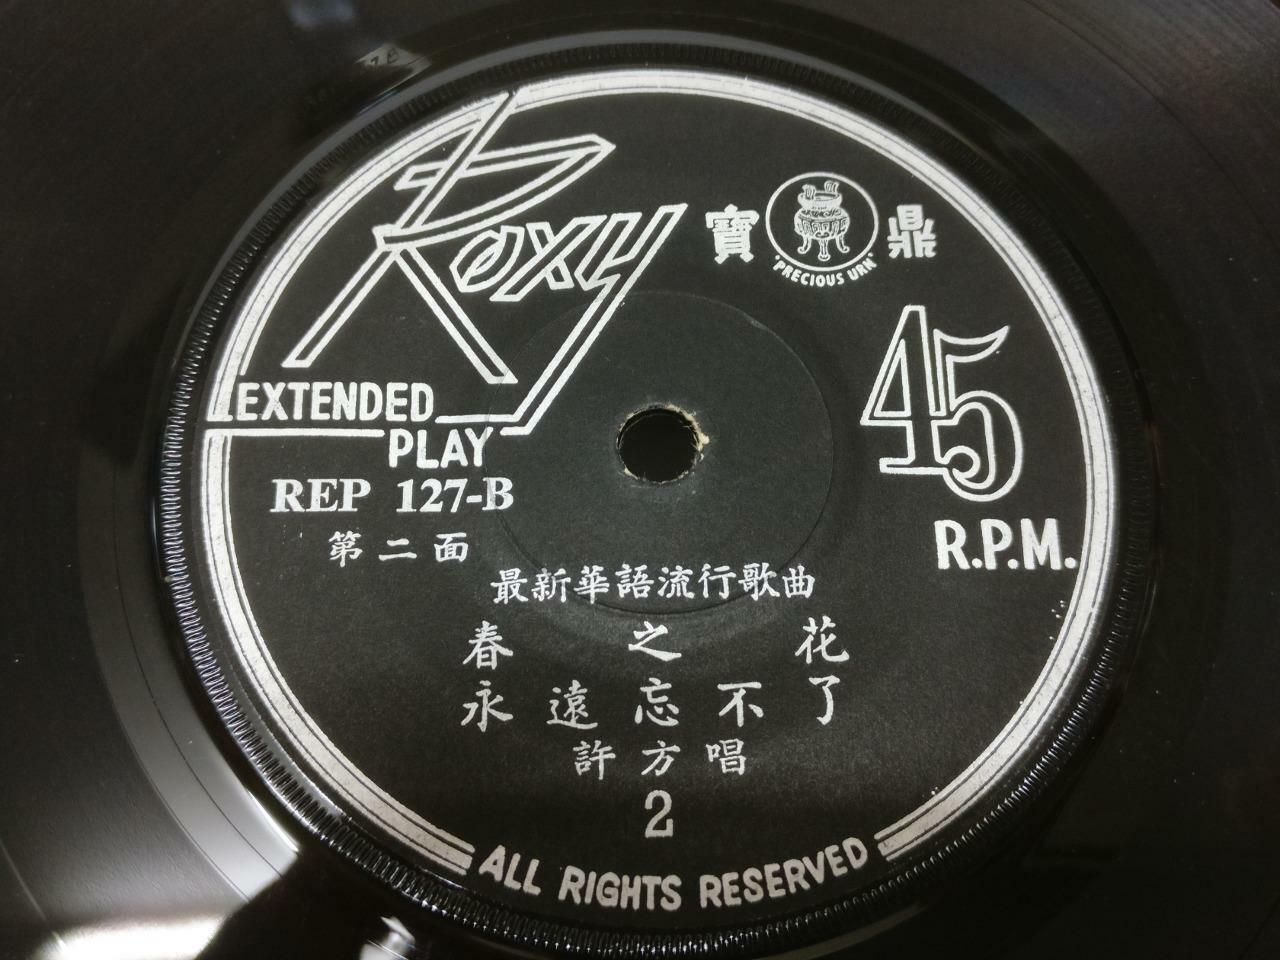 Roxy
寶鼎
"PRECIOUS URN"
45
R.P.M.
EXTENDED
PLAY
REP 127-B
第二面
最新華語流行歌曲
春之花
永遠忘不了
許方唱
2
ALL RIGHTS RESERVED